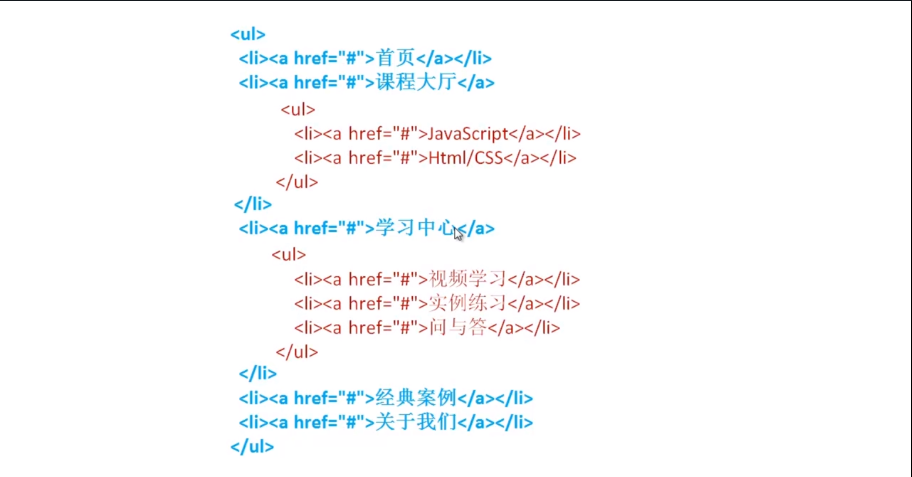 <ul>
<li><a href="#">首页</a></li>
<li><a href="#">课程大厅</a>
<ul>
<li><a href="#">JavaScript</a></li>
<li><a href="#">Html/CSS</a></li>
</ul>
</li>
<li><a href="#">学习中心</a>
<ul>
<li><a href="#">视频学习</a></li>
<li><a href="#">实例练习</a></li>
<li><a href="#">问与答</a></li>
</ul>
</li>
<li><a href="#">经典案例</a></li>
<li><a href="#">关于我们</a></li>
</ul>